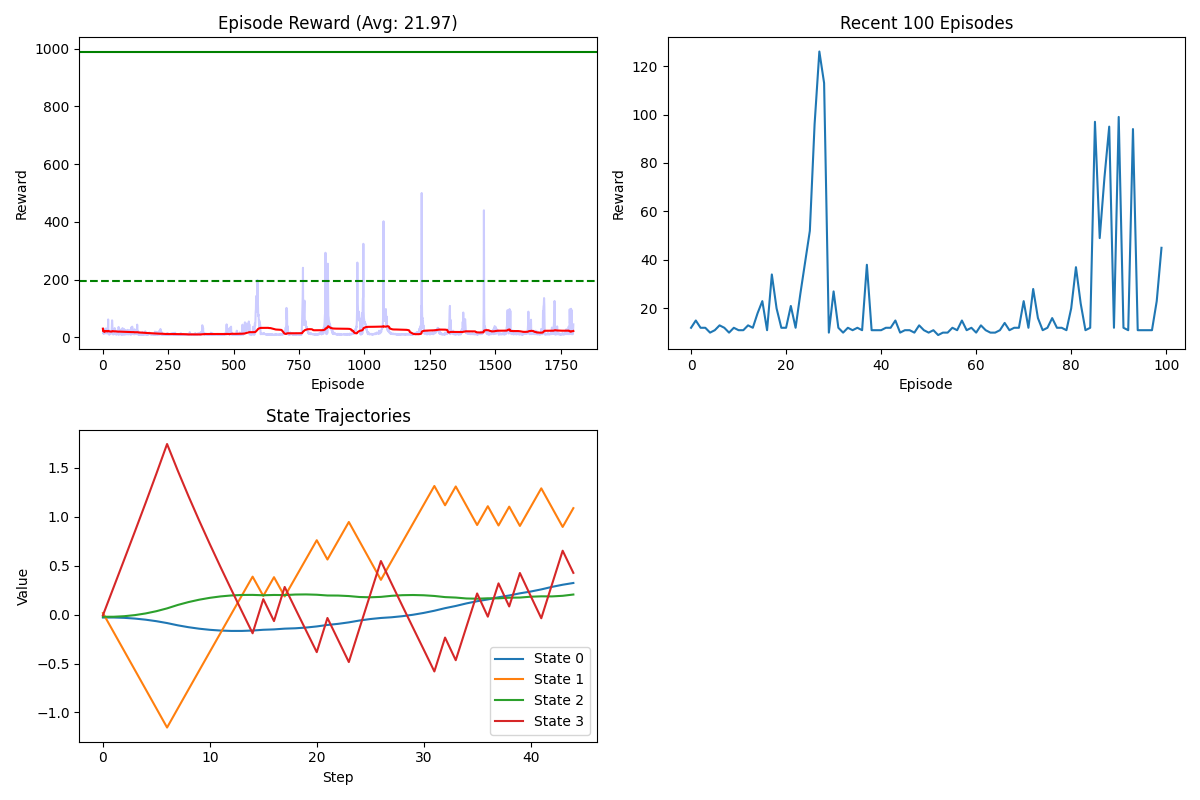 Episode Reward (Avg: 21.97)
Reward
1000
800
600
400
200
0
0 250 500 750 1000 1250 1500 1750
Episode
Recent 100 Episodes
Reward
120
100
80
60
40
20
0 20 40 60 80 100
Episode
State Trajectories
Value
1.5
1.0
0.5
0.0
−0.5
−1.0
0 10 20 30 40
Step
State 0
State 1
State 2
State 3